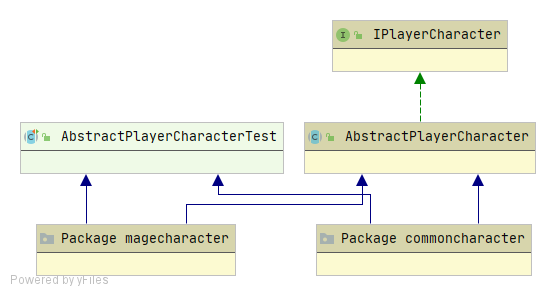 IPlayerCharacter
AbstractPlayerCharacterTest
AbstractPlayerCharacter
Package magecharacter
Package commoncharacter
Powered by yFiles